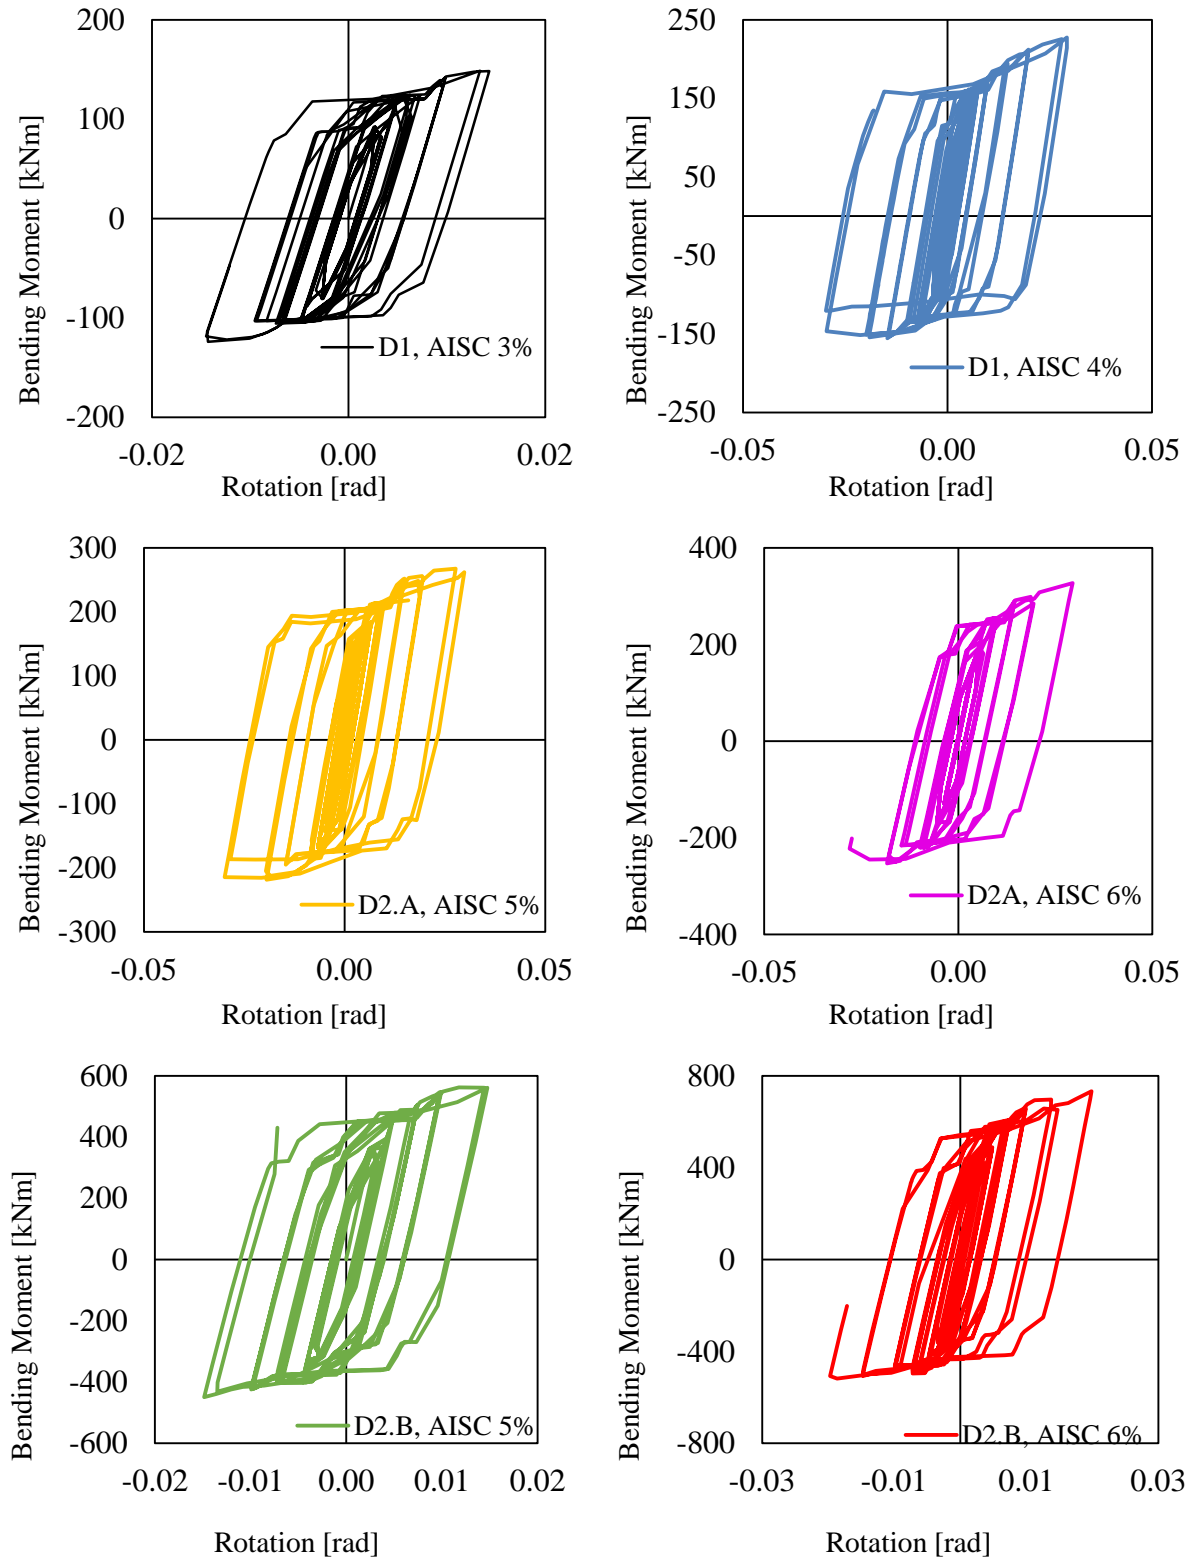 200
100
0
-100
-200
-0.02 0.00 0.02
Bending Moment [kNm]
Rotation [rad]
D1, AISC 3%
250
150
50
-50
-150
-250
-0.05 0.00 0.05
Bending Moment [kNm]
Rotation [rad]
D1, AISC 4%
300
200
100
0
-100
-200
-300
-0.05 0.00 0.05
Bending Moment [kNm]
Rotation [rad]
D2.A, AISC 5%
400
200
0
-200
-400
-0.05 0.00 0.05
Bending Moment [kNm]
Rotation [rad]
D2A, AISC 6%
600
400
200
0
-200
-400
-600
-0.02 -0.01 0.00 0.01 0.02
Bending Moment [kNm]
Rotation [rad]
D2.B, AISC 5%
800
400
0
-400
-800
-0.03 -0.01 0.01 0.03
Bending Moment [kNm]
Rotation [rad]
D2.B, AISC 6%